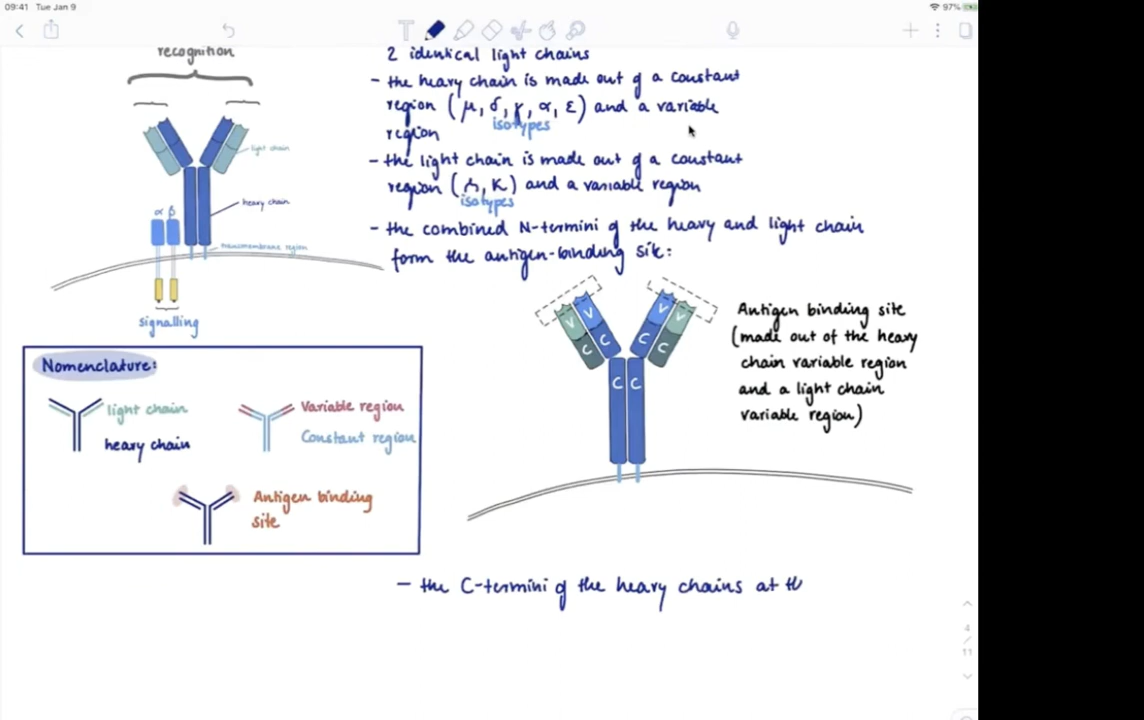 09:41 Tue Jan 9
97%
recognition
light chain
heavy chain
α β
transmembrane region
signalling
2 identical light chains
- the heavy chain is made out of a constant
region (μ, δ, γ, α, ε) and a variable
isotypes
region
- the light chain is made out of a constant
region (λ, κ) and a variable region
isotypes
- the combined N-termini of the heavy and light chain
form the antigen-binding site:
V V V V
C C C C
C C
Antigen binding site
(made out of the heavy
chain variable region
and a light chain
variable region)
Nomenclature:
light chain
heavy chain
Variable region
Constant region
Antigen binding
site
- the C-termini of the heavy chains at th
4
/
11